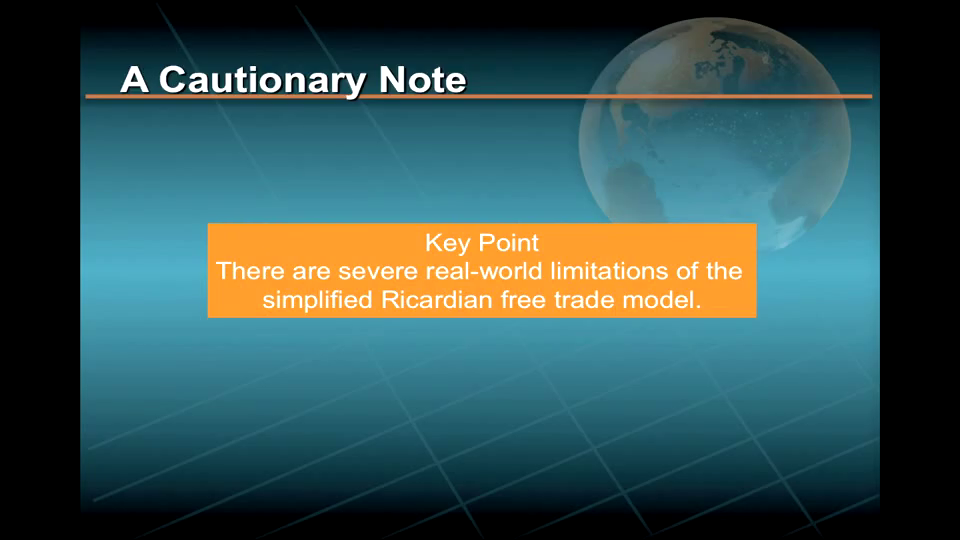 A Cautionary Note
Key Point
There are severe real-world limitations of the
simplified Ricardian free trade model.